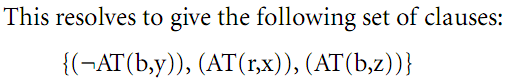 This resolves to give the following set of clauses:
{(¬AT(b,y)), (AT(r,x)), (AT(b,z))}